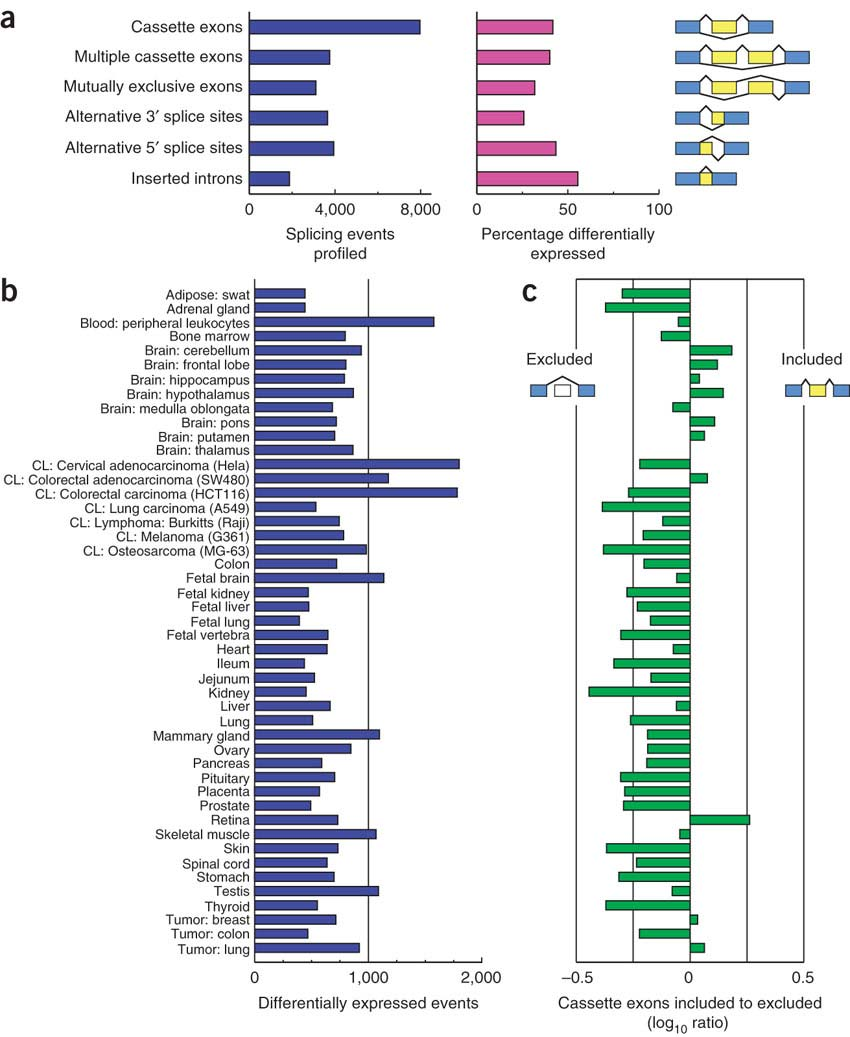 a
Cassette exons
Multiple cassette exons
Mutually exclusive exons
Alternative 3′ splice sites
Alternative 5′ splice sites
Inserted introns
0 4,000 8,000
Splicing events
profiled
0 50 100
Percentage differentially
expressed
b
Adipose: swat
Adrenal gland
Blood: peripheral leukocytes
Bone marrow
Brain: cerebellum
Brain: frontal lobe
Brain: hippocampus
Brain: hypothalamus
Brain: medulla oblongata
Brain: pons
Brain: putamen
Brain: thalamus
CL: Cervical adenocarcinoma (Hela)
CL: Colorectal adenocarcinoma (SW480)
CL: Colorectal carcinoma (HCT116)
CL: Lung carcinoma (A549)
CL: Lymphoma: Burkitts (Raji)
CL: Melanoma (G361)
CL: Osteosarcoma (MG-63)
Colon
Fetal brain
Fetal kidney
Fetal liver
Fetal lung
Fetal vertebra
Heart
Ileum
Jejunum
Kidney
Liver
Lung
Mammary gland
Ovary
Pancreas
Pituitary
Placenta
Prostate
Retina
Skeletal muscle
Skin
Spinal cord
Stomach
Testis
Thyroid
Tumor: breast
Tumor: colon
Tumor: lung
0 1,000 2,000
Differentially expressed events
c
Excluded
Included
–0.5 0 0.5
Cassette exons included to excluded
(log10 ratio)